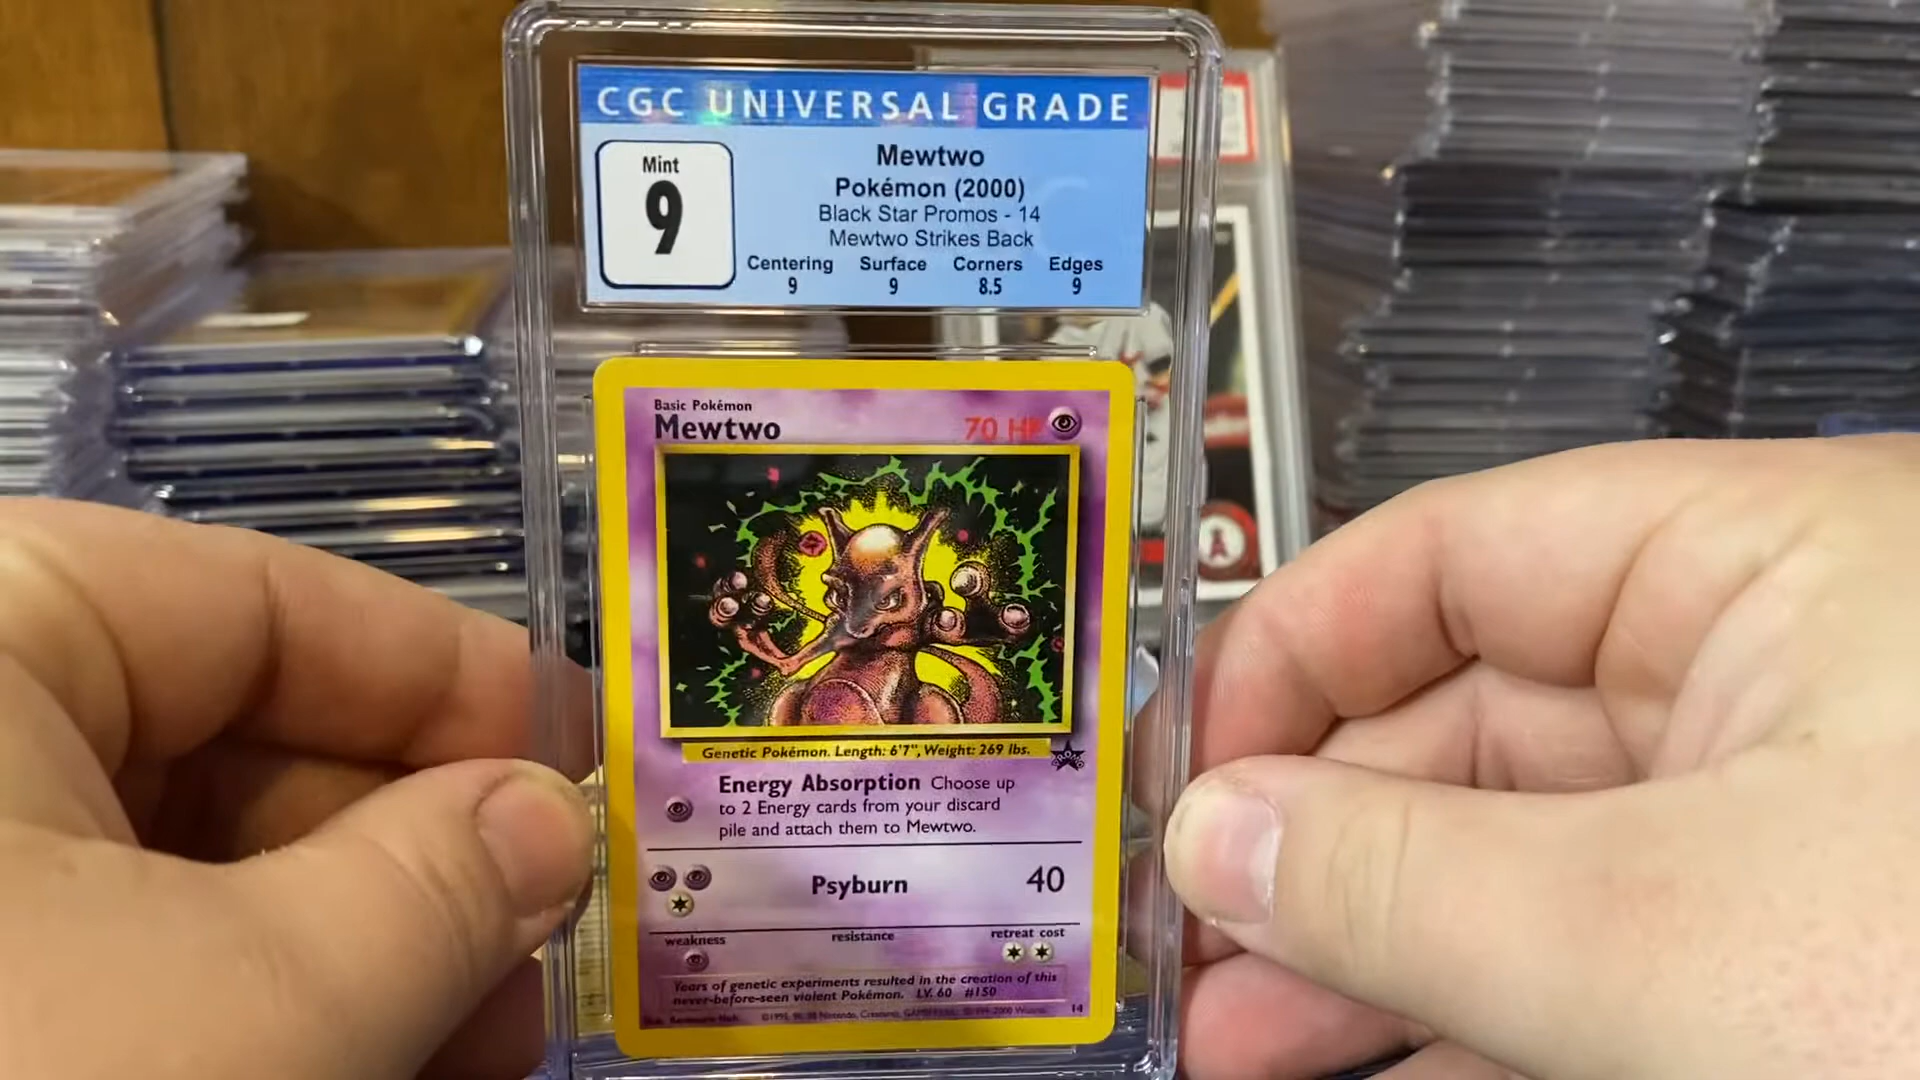 CGC UNIVERSAL GRADE
Mint
9
Mewtwo
Pokémon (2000)
Black Star Promos - 14
Mewtwo Strikes Back
Centering Surface Corners Edges
9 9 8.5 9
Basic Pokémon
Mewtwo 70 HP
Genetic Pokémon. Length: 6'7", Weight: 269 lbs.
PROMO
Energy Absorption Choose up
to 2 Energy cards from your discard
pile and attach them to Mewtwo.
Psyburn 40
weakness resistance retreat cost
Years of genetic experiments resulted in the creation of this
never-before-seen violent Pokémon. LV. 60 #150
14
A